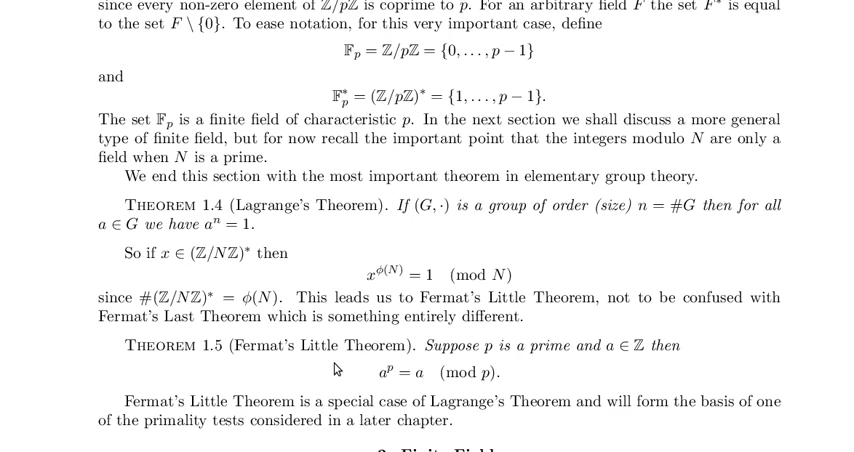 since every non-zero element of ℤ/pℤ is coprime to p. For an arbitrary field F the set F* is equal
to the set F \ {0}. To ease notation, for this very important case, define
𝔽ₚ = ℤ/pℤ = {0, . . . , p − 1}
and
𝔽ₚ* = (ℤ/pℤ)* = {1, . . . , p − 1}.
The set 𝔽ₚ is a finite field of characteristic p. In the next section we shall discuss a more general
type of finite field, but for now recall the important point that the integers modulo N are only a
field when N is a prime.
We end this section with the most important theorem in elementary group theory.
THEOREM 1.4 (Lagrange's Theorem). If (G, ·) is a group of order (size) n = #G then for all
a ∈ G we have aⁿ = 1.
So if x ∈ (ℤ/Nℤ)* then
x^ϕ(N) = 1 (mod N)
since #(ℤ/Nℤ)* = ϕ(N). This leads us to Fermat's Little Theorem, not to be confused with
Fermat's Last Theorem which is something entirely different.
THEOREM 1.5 (Fermat's Little Theorem). Suppose p is a prime and a ∈ ℤ then
aᵖ = a (mod p).
Fermat's Little Theorem is a special case of Lagrange's Theorem and will form the basis of one
of the primality tests considered in a later chapter.